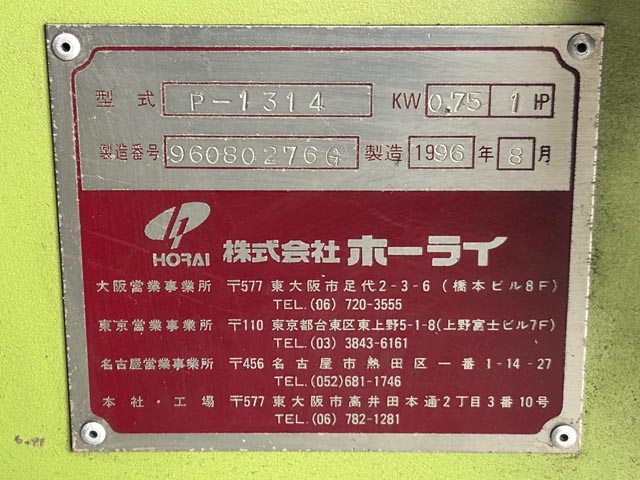 型式 P-1314 KW 0.75 1 HP
製造番号 96080276G 製造 1996 年 8 月
HORAI 株式会社 ホーライ
大阪営業事業所 〒577 東大阪市足代2-3-6 (橋本ビル8F)
TEL.(06) 720-3555
東京営業事業所 〒110 東京都台東区東上野5-1-8(上野富士ビル7F)
TEL.(03) 3843-6161
名古屋営業事業所 〒456 名古屋市熱田区一番1-14-27
TEL.(052)681-1746
本社・工場 〒577 東大阪市高井田本通2丁目3番10号
TEL.(06) 782-1281